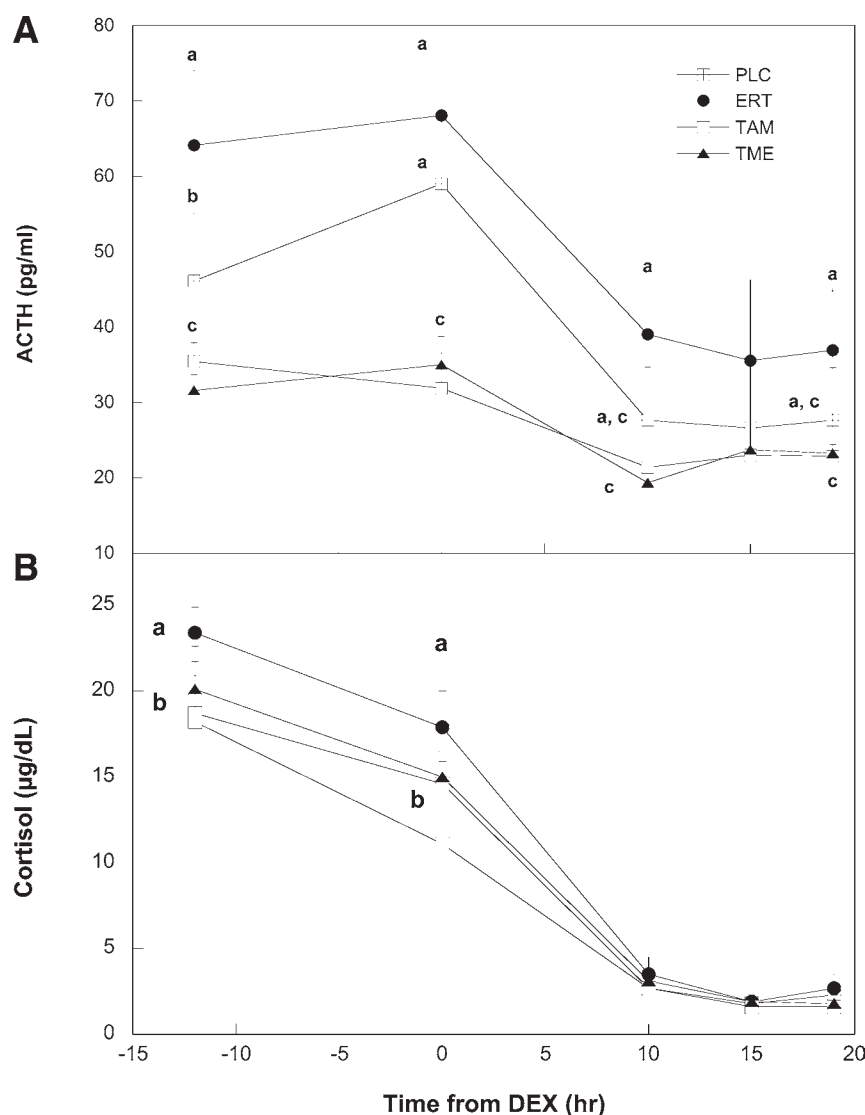 A
80
70
60
50
40
30
20
10
ACTH (pg/ml)
a
a
PLC
ERT
TAM
TME
a
b
a
a
c
c
a, c
a, c
c
c
B
25
20
15
10
5
0
Cortisol (μg/dL)
a
a
b
b
-15
-10
-5
0
5
10
15
20
Time from DEX (hr)